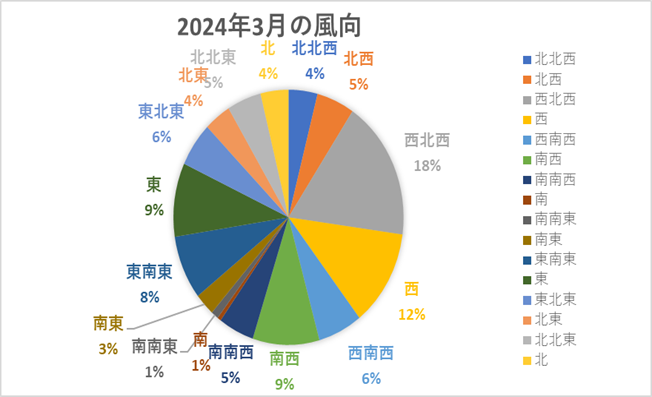 2024年3月の風向
北北西
4%
北西
5%
西北西
18%
西
12%
西南西
6%
南西
9%
南南西
5%
南
1%
南南東
1%
南東
3%
東南東
8%
東
9%
東北東
6%
北東
4%
北北東
5%
北
4%
北北西
北西
西北西
西
西南西
南西
南南西
南
南南東
南東
東南東
東
東北東
北東
北北東
北